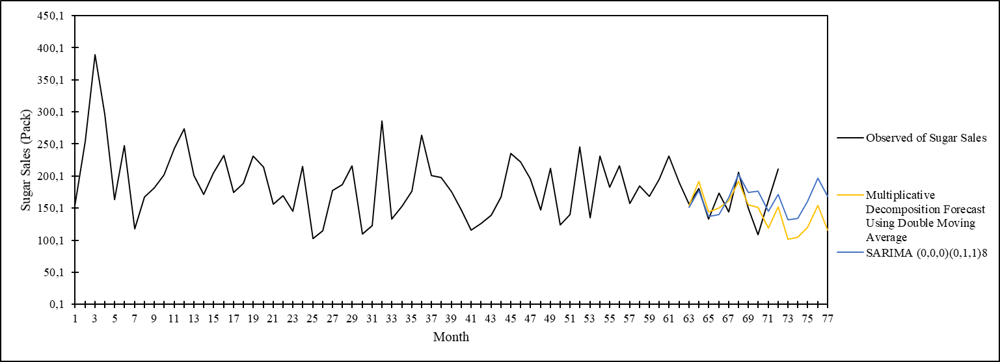 450,1
400,1
350,1
300,1
250,1
200,1
150,1
100,1
50,1
0,1
Sugar Sales (Pack)
1 3 5 7 9 11 13 15 17 19 21 23 25 27 29 31 33 35 37 39 41 43 45 47 49 51 53 55 57 59 61 63 65 67 69 71 73 75 77
Month
Observed of Sugar Sales
Multiplicative
Decomposition Forecast
Using Double Moving
Average
SARIMA (0,0,0)(0,1,1)8